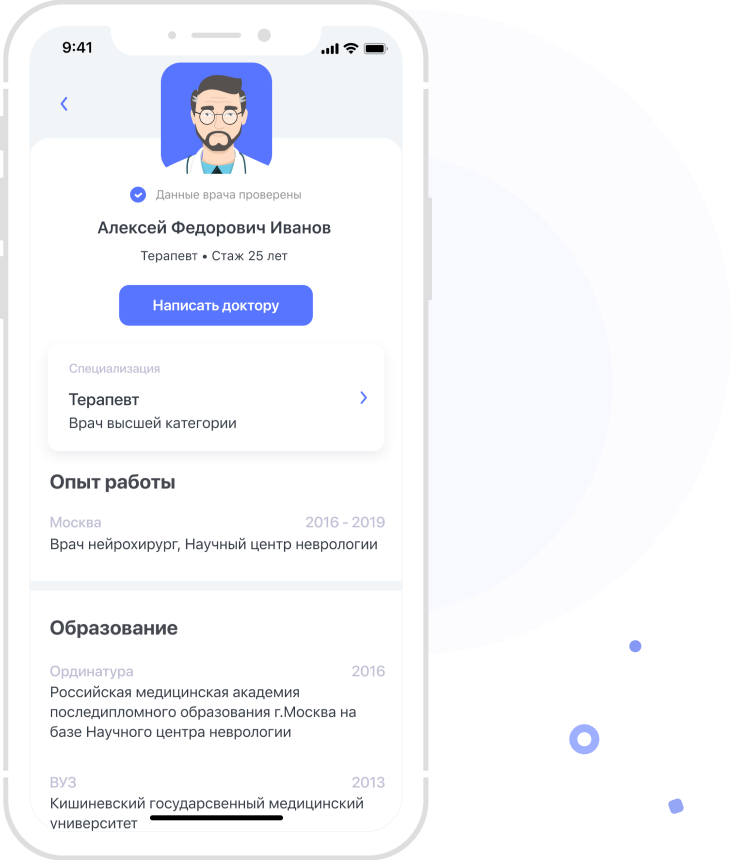 9:41
Данные врача проверены
Алексей Федорович Иванов
Терапевт • Стаж 25 лет
Написать доктору
Специализация
Терапевт
Врач высшей категории
Опыт работы
Москва 2016 - 2019
Врач нейрохирург, Научный центр неврологии
Образование
Ординатура 2016
Российская медицинская академия
последипломного образования г.Москва на
базе Научного центра неврологии
ВУЗ 2013
Кишиневский государсвенный медицинский
университет